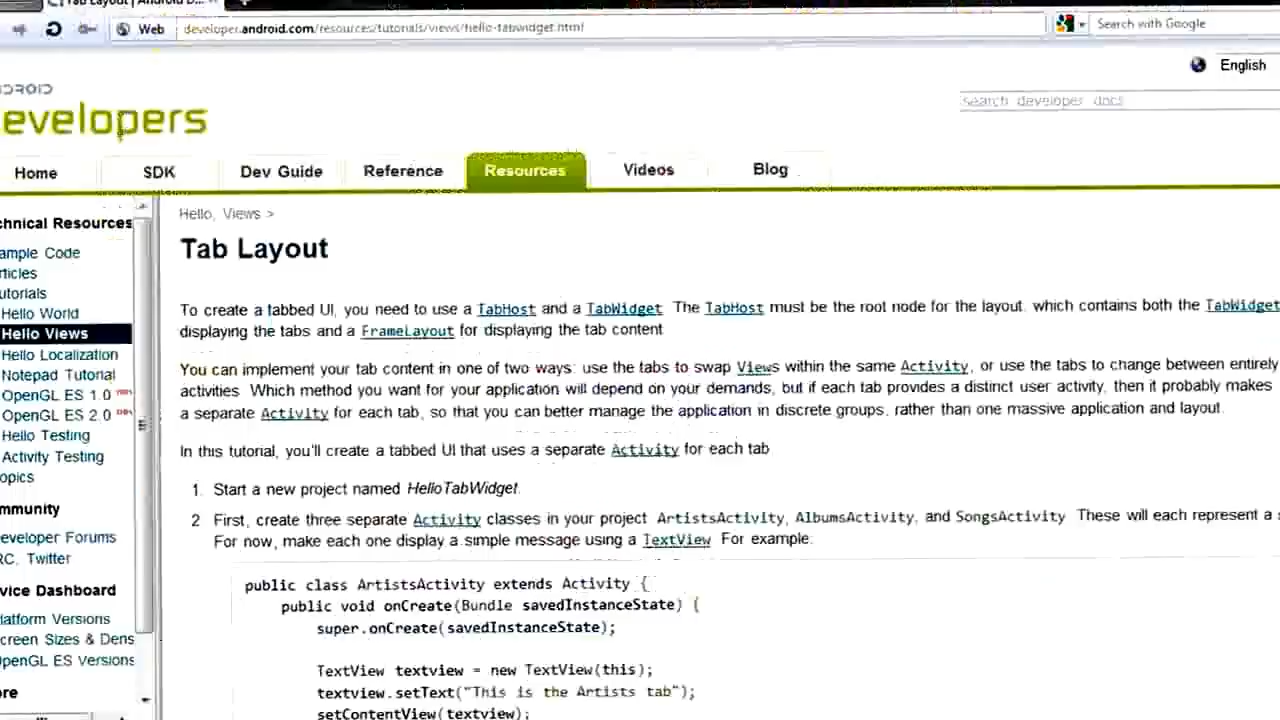 Tab Layout | Android D...
Web developer.android.com/resources/tutorials/views/hello-tabwidget.html Search with Google
English
evelopers search developer docs
Home SDK Dev Guide Reference Resources Videos Blog
chnical Resources
ample Code
rticles
utorials
Hello World
Hello Views
Hello Localization
Notepad Tutorial
OpenGL ES 1.0
OpenGL ES 2.0
Hello Testing
Activity Testing
opics
mmunity
eveloper Forums
RC, Twitter
vice Dashboard
latform Versions
creen Sizes & Dens
OpenGL ES Versions
ore
Hello, Views >
Tab Layout
To create a tabbed UI, you need to use a TabHost and a TabWidget. The TabHost must be the root node for the layout, which contains both the TabWidget
displaying the tabs and a FrameLayout for displaying the tab content
You can implement your tab content in one of two ways: use the tabs to swap Views within the same Activity, or use the tabs to change between entirely
activities. Which method you want for your application will depend on your demands, but if each tab provides a distinct user activity, then it probably makes
a separate Activity for each tab, so that you can better manage the application in discrete groups, rather than one massive application and layout.
In this tutorial, you'll create a tabbed UI that uses a separate Activity for each tab
1. Start a new project named HelloTabWidget.
2 First, create three separate Activity classes in your project ArtistsActivity, AlbumsActivity, and SongsActivity These will each represent a s
For now, make each one display a simple message using a TextView For example:
public class ArtistsActivity extends Activity {
public void onCreate(Bundle savedInstanceState) {
super.onCreate(savedInstanceState);
TextView textview = new TextView(this);
textview.setText("This is the Artists tab");
setContentView(textview);